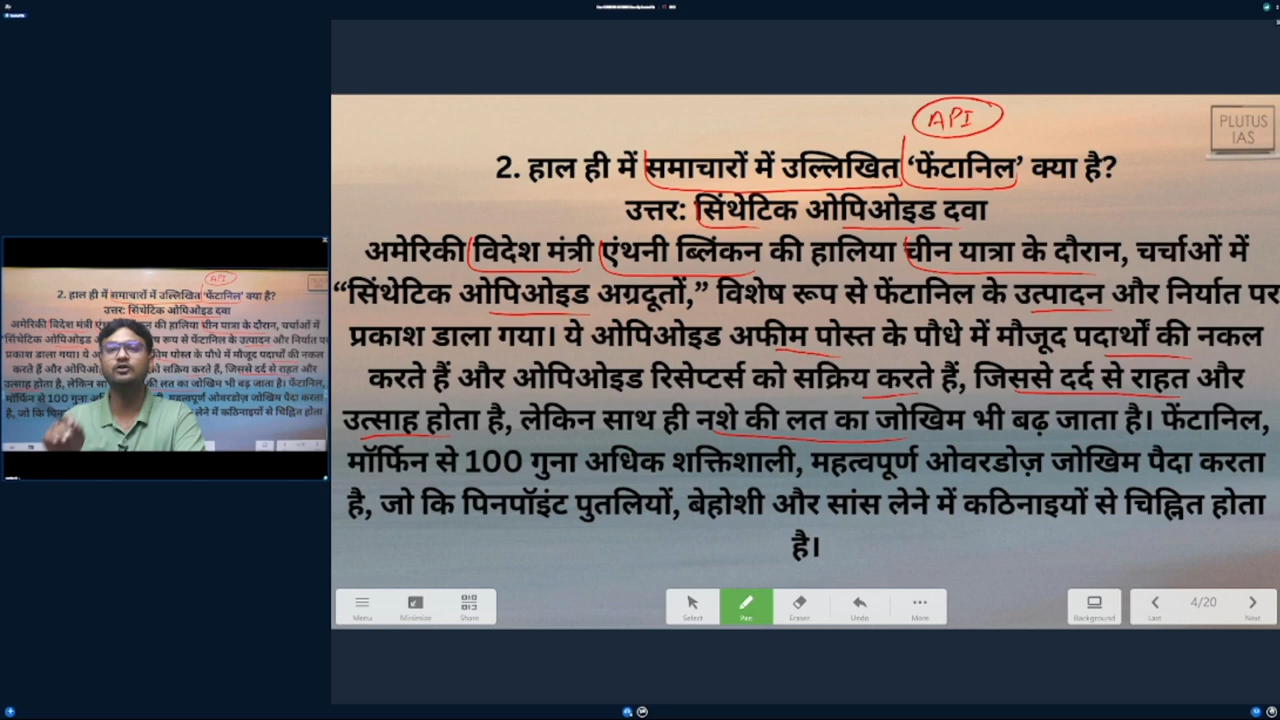 API
PLUTUS
IAS
2. हाल ही में समाचारों में उल्लिखित ‘फेंटानिल’ क्या है?
उत्तर: सिंथेटिक ओपिओइड दवा
अमेरिकी विदेश मंत्री एंथनी ब्लिंकन की हालिया चीन यात्रा के दौरान, चर्चाओं में
“सिंथेटिक ओपिओइड अग्रदूतों,” विशेष रूप से फेंटानिल के उत्पादन और निर्यात पर
प्रकाश डाला गया। ये ओपिओइड अफीम पोस्त के पौधे में मौजूद पदार्थों की नकल
करते हैं और ओपिओइड रिसेप्टर्स को सक्रिय करते हैं, जिससे दर्द से राहत और
उत्साह होता है, लेकिन साथ ही नशे की लत का जोखिम भी बढ़ जाता है। फेंटानिल,
मॉर्फिन से 100 गुना अधिक शक्तिशाली, महत्वपूर्ण ओवरडोज़ जोखिम पैदा करता
है, जो कि पिनपॉइंट पुतलियों, बेहोशी और सांस लेने में कठिनाइयों से चिह्नित होता
है।
Menu Minimize Share Select Pen Eraser Undo More Background Last 4/20 Next